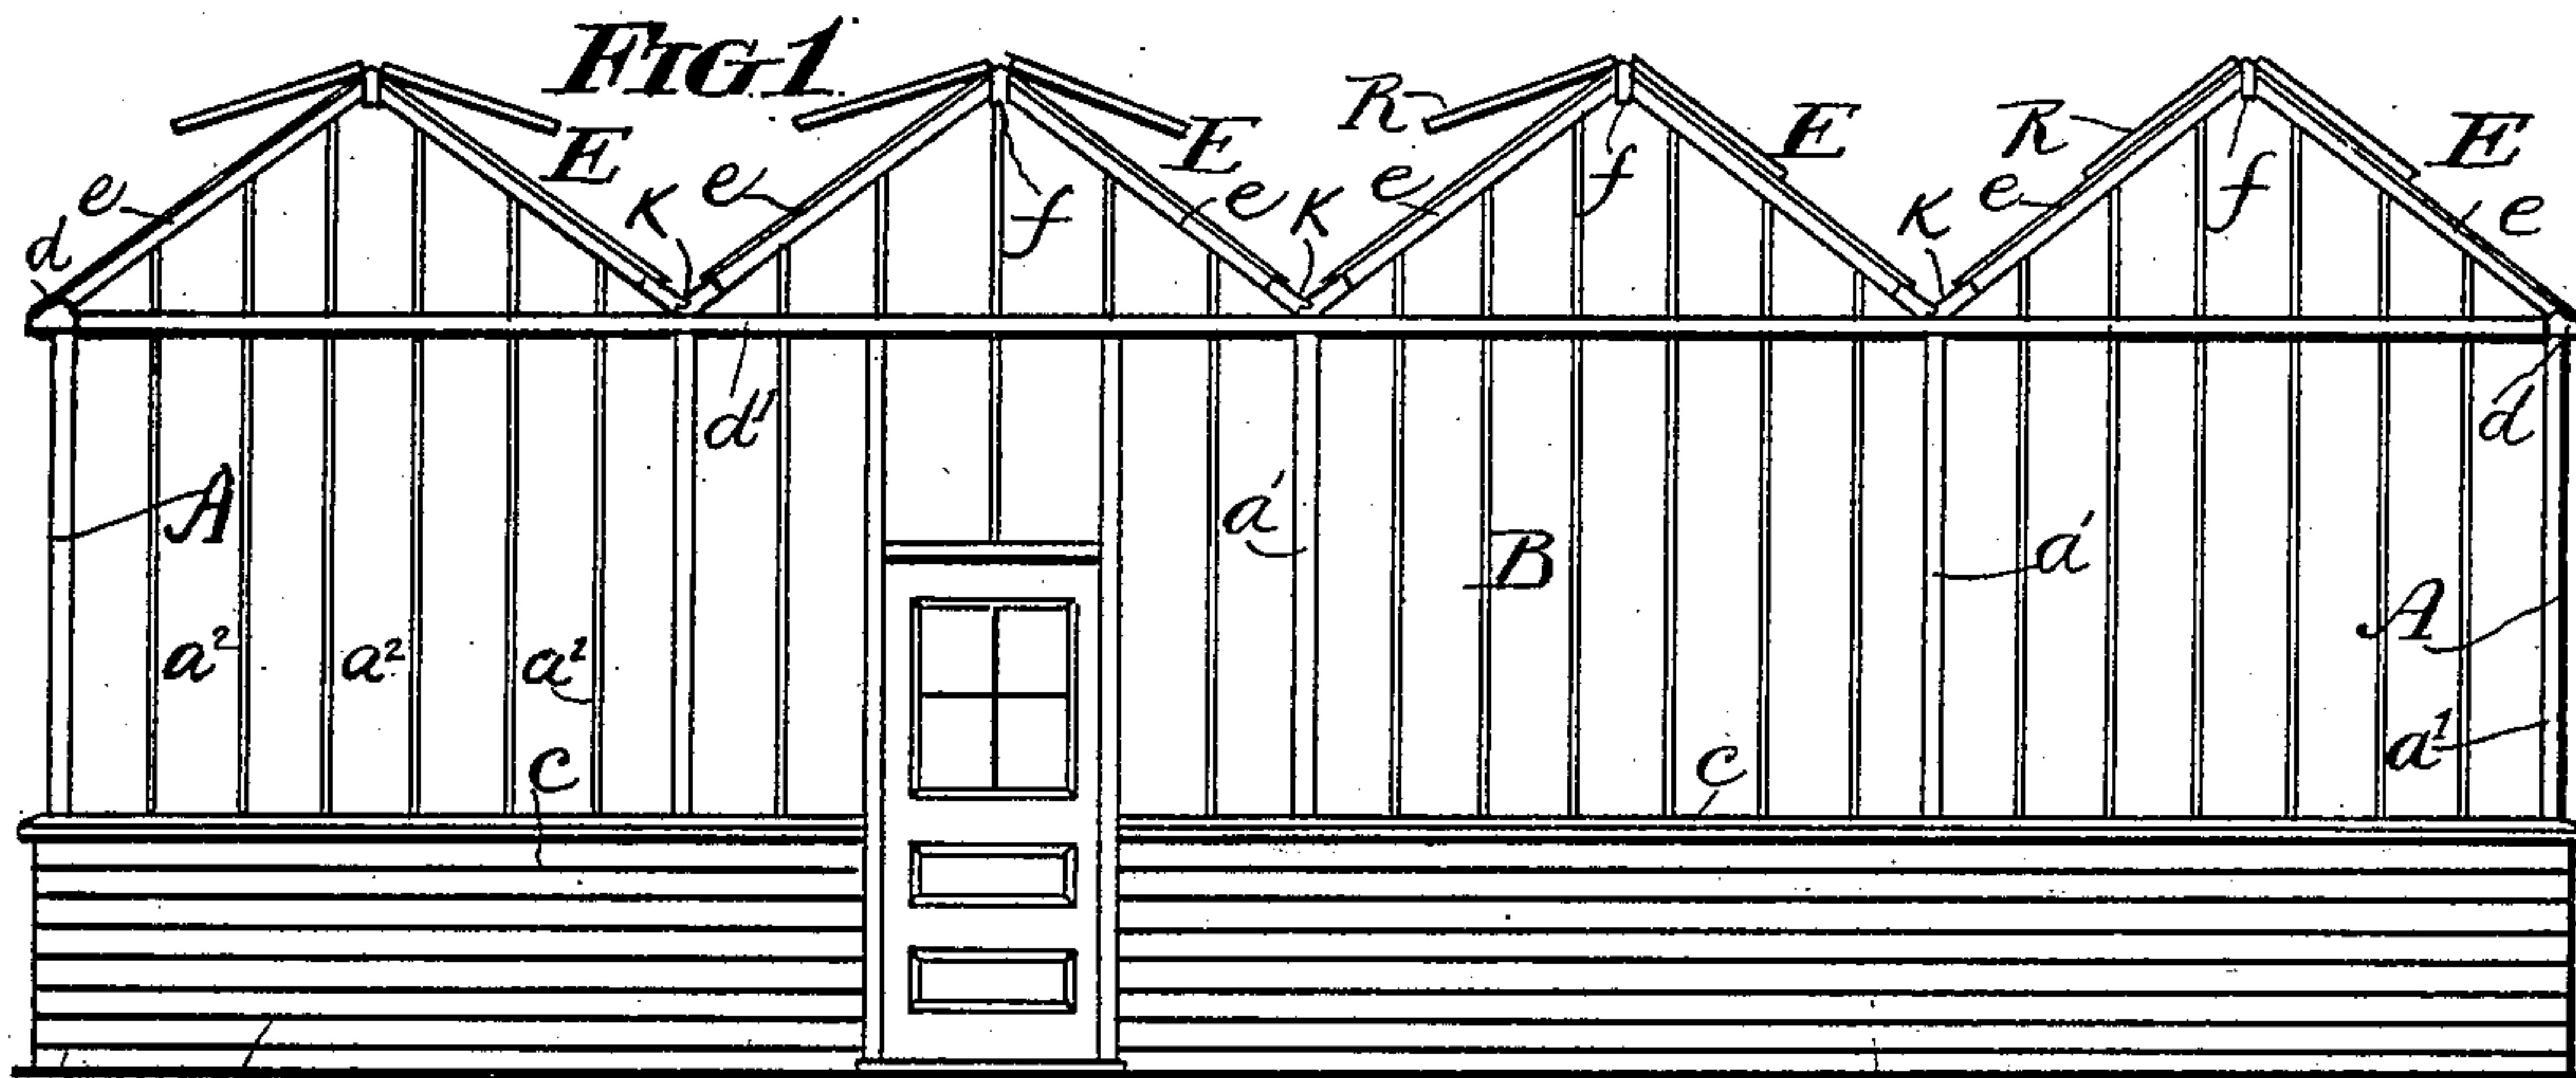 FIG 1
R R
E E E E
e K e f e K e f K e f e
d
d' d
A a' B a' A
a² a² a² a¹
c c